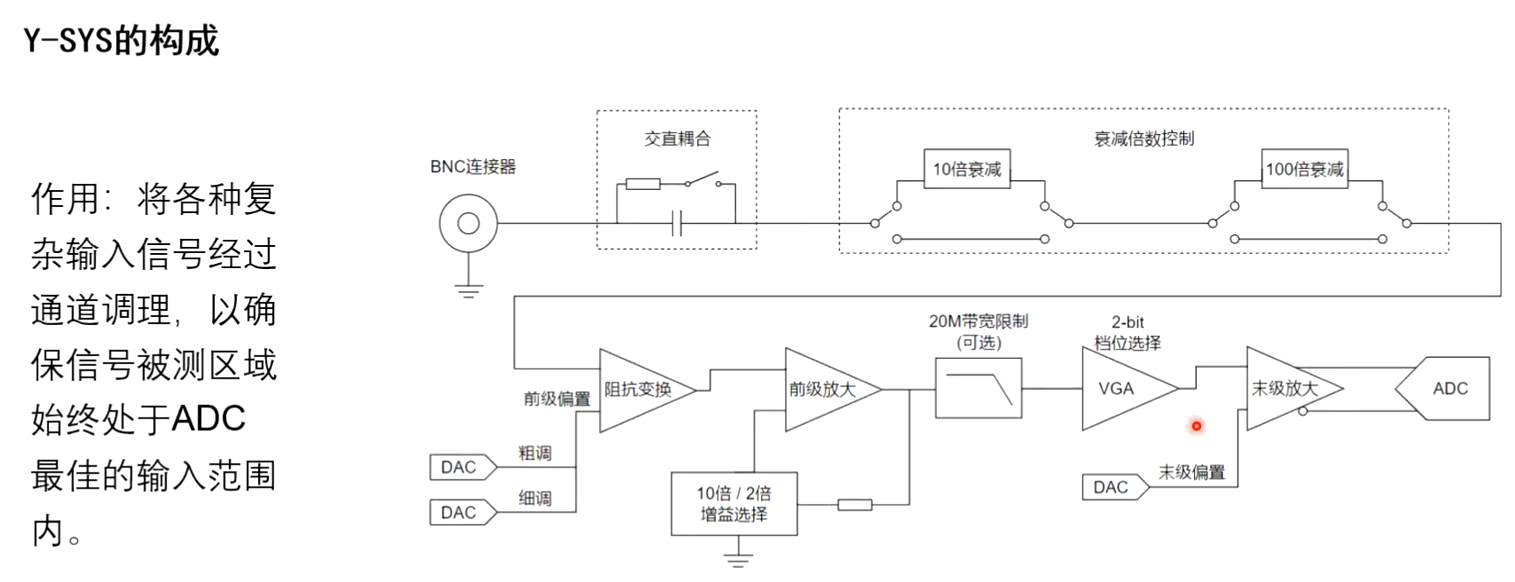 Y-SYS的构成
作用：将各种复
杂输入信号经过
通道调理，以确
保信号被测区域
始终处于ADC
最佳的输入范围
内。
BNC连接器
交直耦合
衰减倍数控制
10倍衰减
100倍衰减
前级偏置
阻抗变换
DAC
粗调
DAC
细调
前级放大
10倍 / 2倍
增益选择
20M带宽限制
(可选)
2-bit
档位选择
VGA
末级放大
DAC
末级偏置
ADC